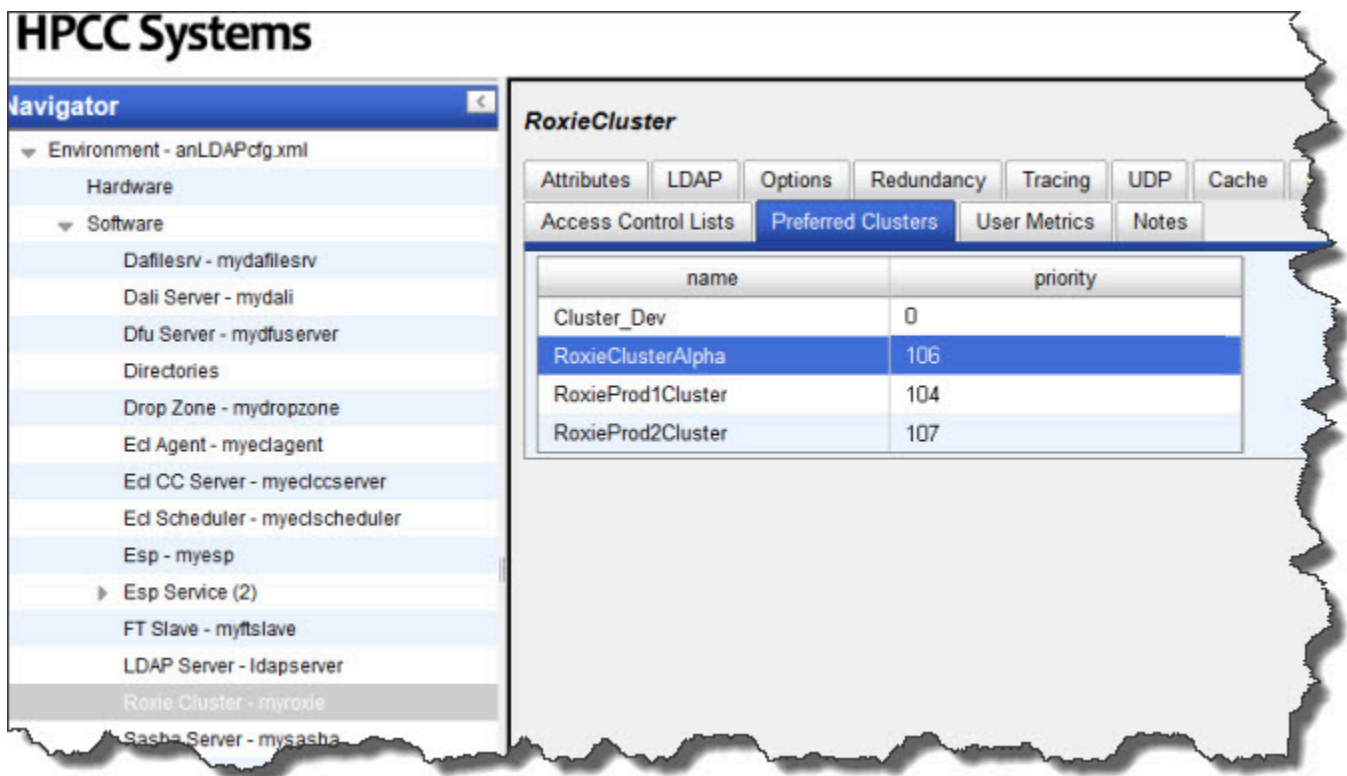 HPCC Systems
Navigator
Environment - anLDAPcfg.xml
Hardware
Software
Dafilesrv - mydafilesrv
Dali Server - mydali
Dfu Server - mydfuserver
Directories
Drop Zone - mydropzone
Ecl Agent - myeclagent
Ecl CC Server - myeclccserver
Ecl Scheduler - myeclscheduler
Esp - myesp
Esp Service (2)
FT Slave - myftslave
LDAP Server - ldapserver
Roxie Cluster - myroxie
Sasha Server - mysasha
RoxieCluster
Attributes LDAP Options Redundancy Tracing UDP Cache
Access Control Lists Preferred Clusters User Metrics Notes
name priority
Cluster_Dev 0
RoxieClusterAlpha 106
RoxieProd1Cluster 104
RoxieProd2Cluster 107